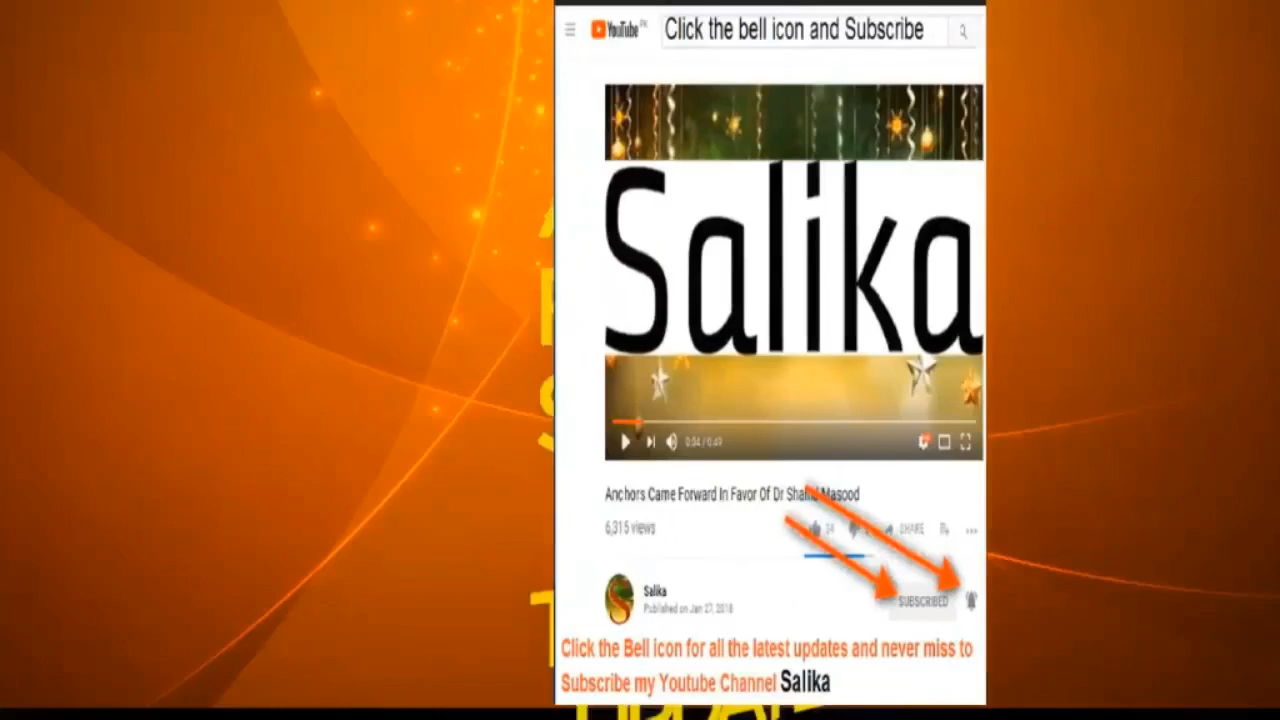 YouTube PK
Click the bell icon and Subscribe
Salika
0:04 / 0:49
Anchors Came Forward In Favor Of Dr Shahid Masood
6,315 views
SHARE
Salika
Published on Jan 27, 2018
SUBSCRIBED
Click the Bell icon for all the latest updates and never miss to
Subscribe my Youtube Channel Salika